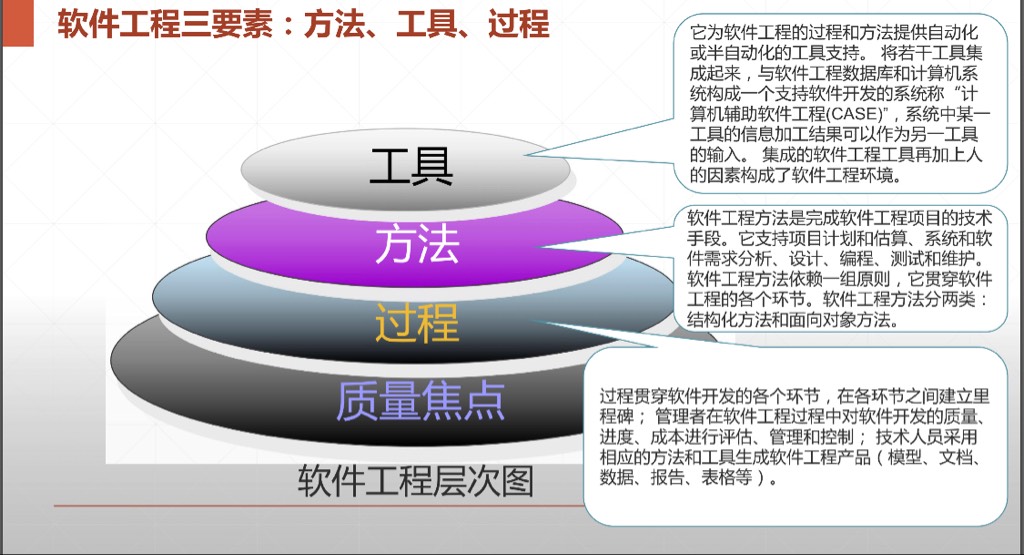 软件工程三要素：方法、工具、过程
它为软件工程的过程和方法提供自动化
或半自动化的工具支持。 将若干工具集
成起来，与软件工程数据库和计算机系
统构成一个支持软件开发的系统称“计
算机辅助软件工程(CASE)”，系统中某一
工具的信息加工结果可以作为另一工具
的输入。 集成的软件工程工具再加上人
的因素构成了软件工程环境。
工具
软件工程方法是完成软件工程项目的技术
手段。它支持项目计划和估算、系统和软
件需求分析、设计、编程、测试和维护。
软件工程方法依赖一组原则，它贯穿软件
工程的各个环节。软件工程方法分两类：
结构化方法和面向对象方法。
方法
过程
过程贯穿软件开发的各个环节，在各环节之间建立里
程碑； 管理者在软件工程过程中对软件开发的质量、
进度、成本进行评估、管理和控制； 技术人员采用
相应的方法和工具生成软件工程产品（模型、文档、
数据、报告、表格等）。
质量焦点
软件工程层次图